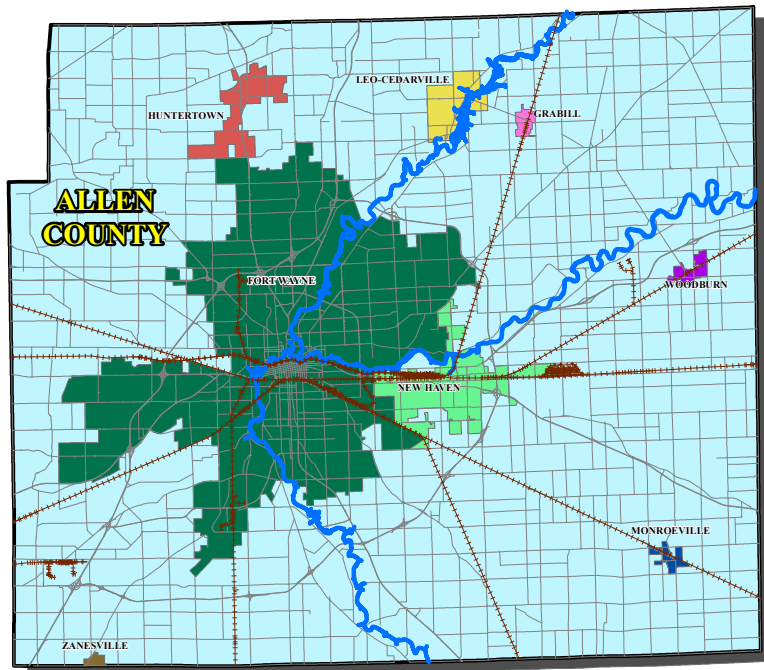 LEO-CEDARVILLE
HUNTERTOWN
GRABILL
ALLEN
COUNTY
FORT WAYNE
WOODBURN
NEW HAVEN
MONROEVILLE
ZANESVILLE